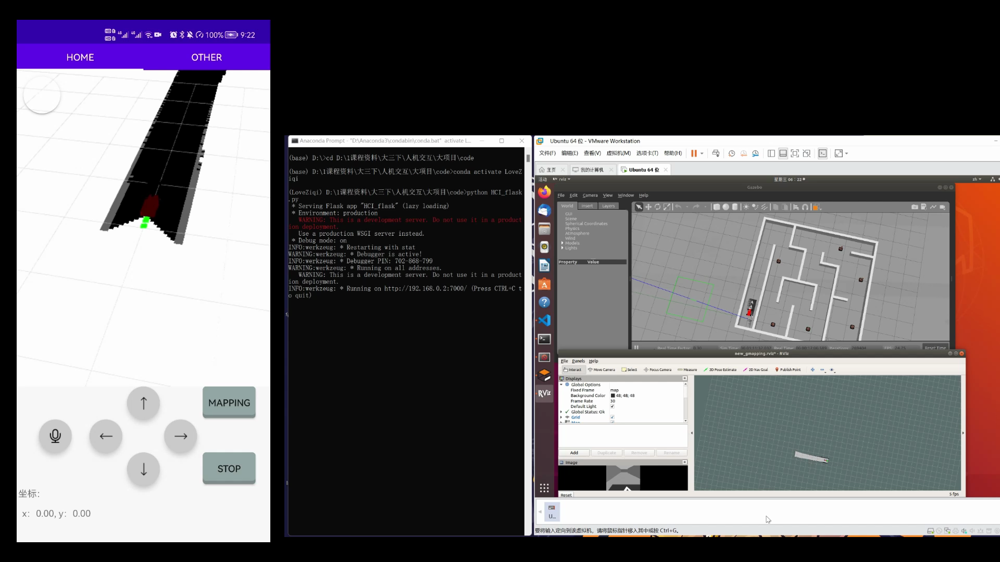 100% 9:22
HOME OTHER
MAPPING
STOP
坐标:
x: 0.00, y: 0.00
Anaconda Prompt - "D:\Anaconda3\condabin\conda.bat" activate L...
(base) D:\>cd D:\1课程资料\大三下\人机交互\大项目\code
(base) D:\1课程资料\大三下\人机交互\大项目\code>conda activate LoveZ
iqi
(LoveZiqi) D:\1课程资料\大三下\人机交互\大项目\code>python HCI_flask
.py
* Serving Flask app "HCI_flask" (lazy loading)
* Environment: production
WARNING: This is a development server. Do not use it in a product
ion deployment.
Use a production WSGI server instead.
* Debug mode: on
INFO:werkzeug: * Restarting with stat
WARNING:werkzeug: * Debugger is active!
INFO:werkzeug: * Debugger PIN: 702-868-799
WARNING:werkzeug: * Running on all addresses.
WARNING: This is a development server. Do not use it in a product
ion deployment.
INFO:werkzeug: * Running on http://192.168.0.2:7000/ (Press CTRL+C t
o quit)
Ubuntu 64 位 - VMware Workstation
文件(F) 编辑(E) 查看(V) 虚拟机(M) 选项卡(T) 帮助(H)
主页 我的计算机 Ubuntu 64 位
活动 rviz 星期三 06：22 zh
Gazebo
File Edit Camera View Window Help
World Insert Layers
GUI
Scene
Spherical Coordinates
Physics
Atmosphere
Wind
Models
Lights
Property Value
Real Time Factor: 0.30 Sim Time: Real Time: Iterations: 269404 FPS: 24.75 Reset Time
new_gmapping.rviz* - RViz
File Panels Help
Interact Move Camera Select Focus Camera Measure 2D Pose Estimate 2D Nav Goal Publish Point
Displays
Global Options
Fixed Frame map
Background Color 48; 48; 48
Frame Rate 30
Default Light
Global Status: Ok
Grid
Map
Add Duplicate Remove Rename
Image
Reset 5 fps
RViz
U...
要将输入定向到该虚拟机，请将鼠标指针移入其中或按 Ctrl+G。